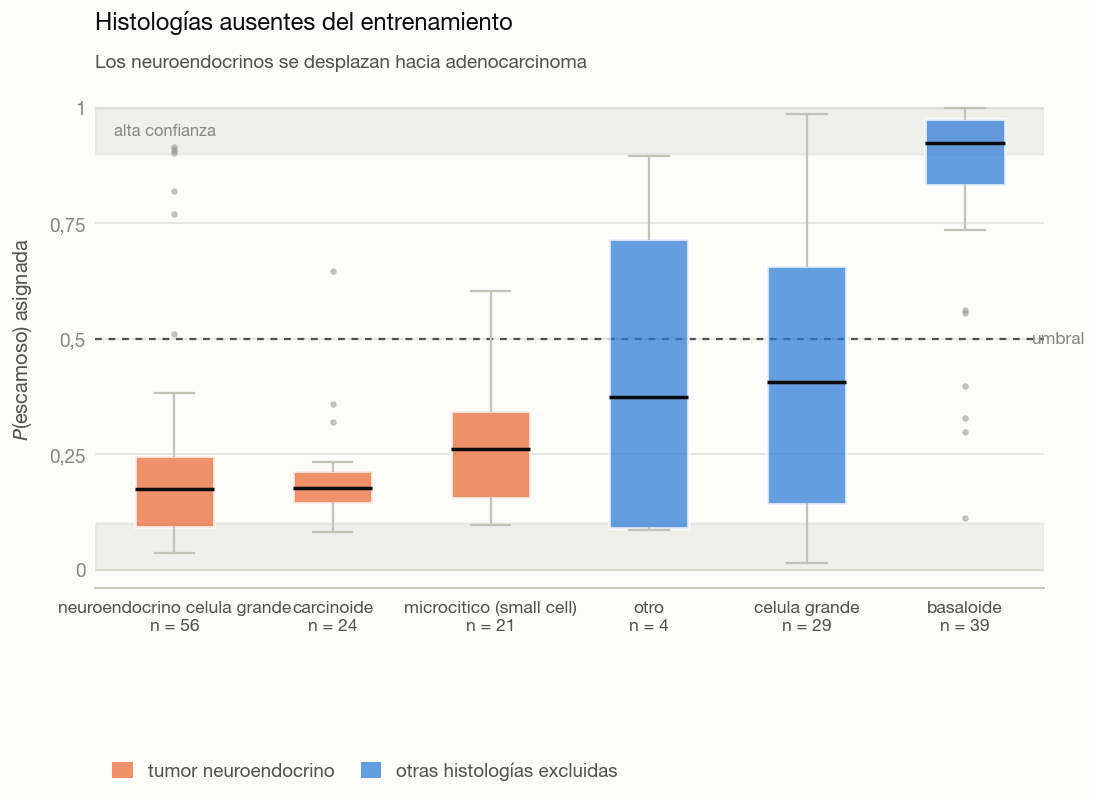 Histologías ausentes del entrenamiento
Los neuroendocrinos se desplazan hacia adenocarcinoma
P(escamoso) asignada
1
0,75
0,5
0,25
0
alta confianza
umbral
neuroendocrino celula grande
n = 56
carcinoide
n = 24
microcitico (small cell)
n = 21
otro
n = 4
celula grande
n = 29
basaloide
n = 39
tumor neuroendocrino
otras histologías excluidas